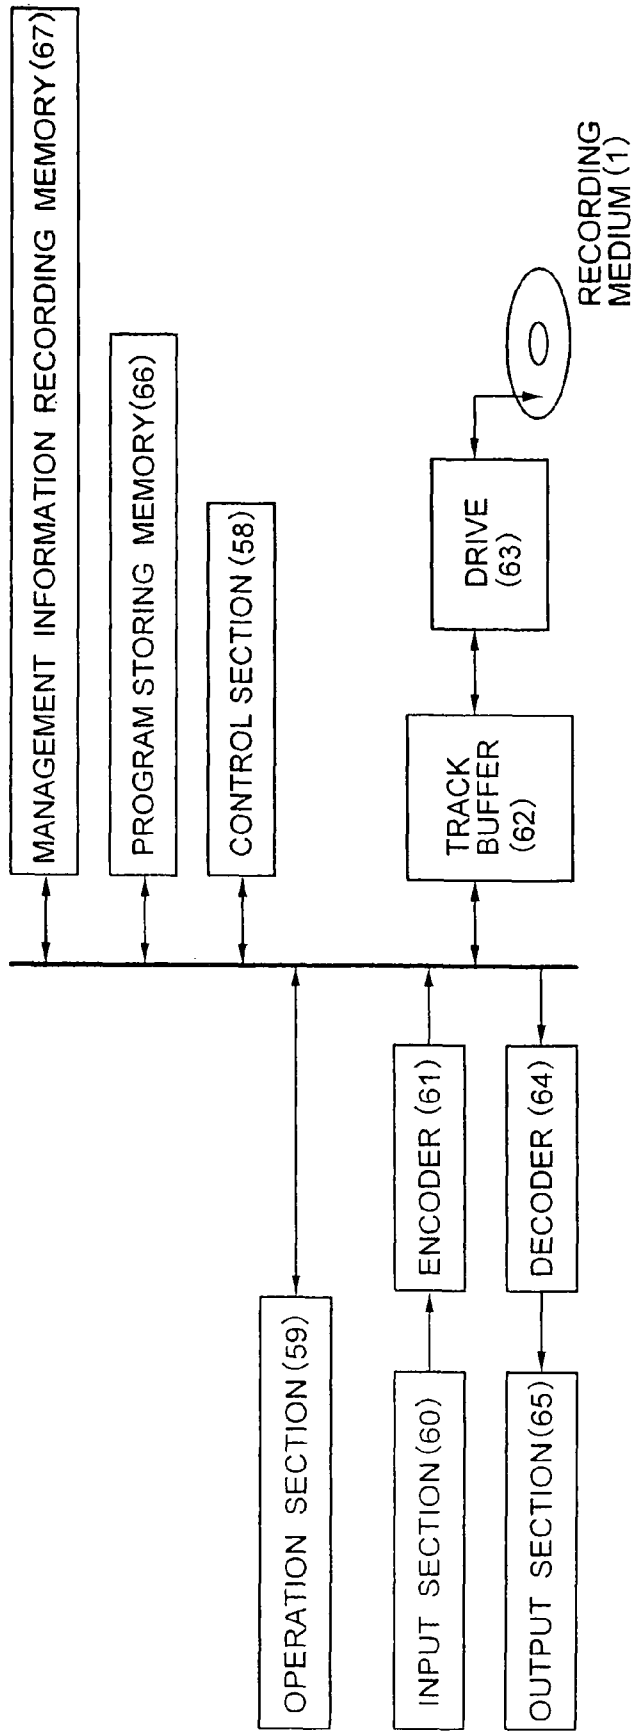 MANAGEMENT INFORMATION RECORDING MEMORY(67)
PROGRAM STORING MEMORY(66)
CONTROL SECTION(58)
OPERATION SECTION(59)
INPUT SECTION(60)
ENCODER(61)
TRACK
BUFFER
(62)
DRIVE
(63)
RECORDING
MEDIUM(1)
OUTPUT SECTION(65)
DECODER(64)